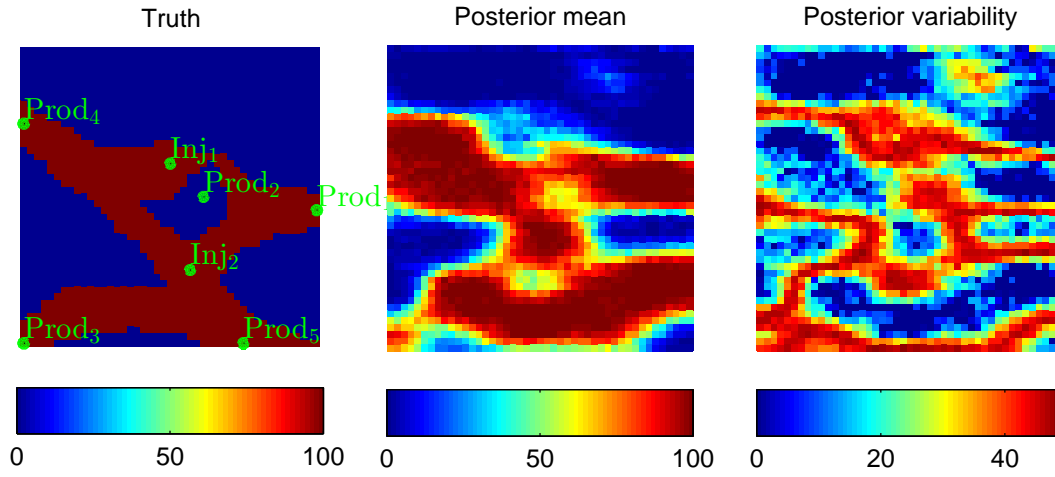 Truth
Posterior mean
Posterior variability
Prod₄
Inj₁
Prod₂
Prod
Inj₂
Prod₃
Prod₅
0 50 100
0 50 100
0 20 40